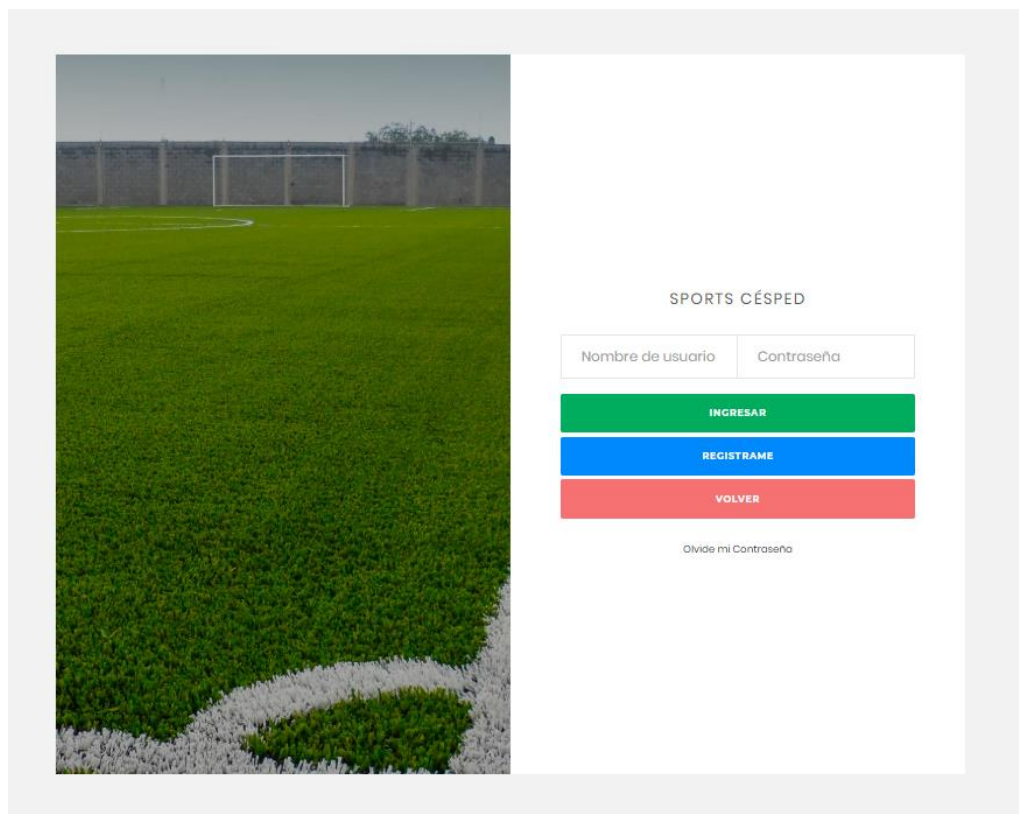 SPORTS CÉSPED
Nombre de usuario Contraseña
INGRESAR
REGISTRAME
VOLVER
Olvide mi Contraseña